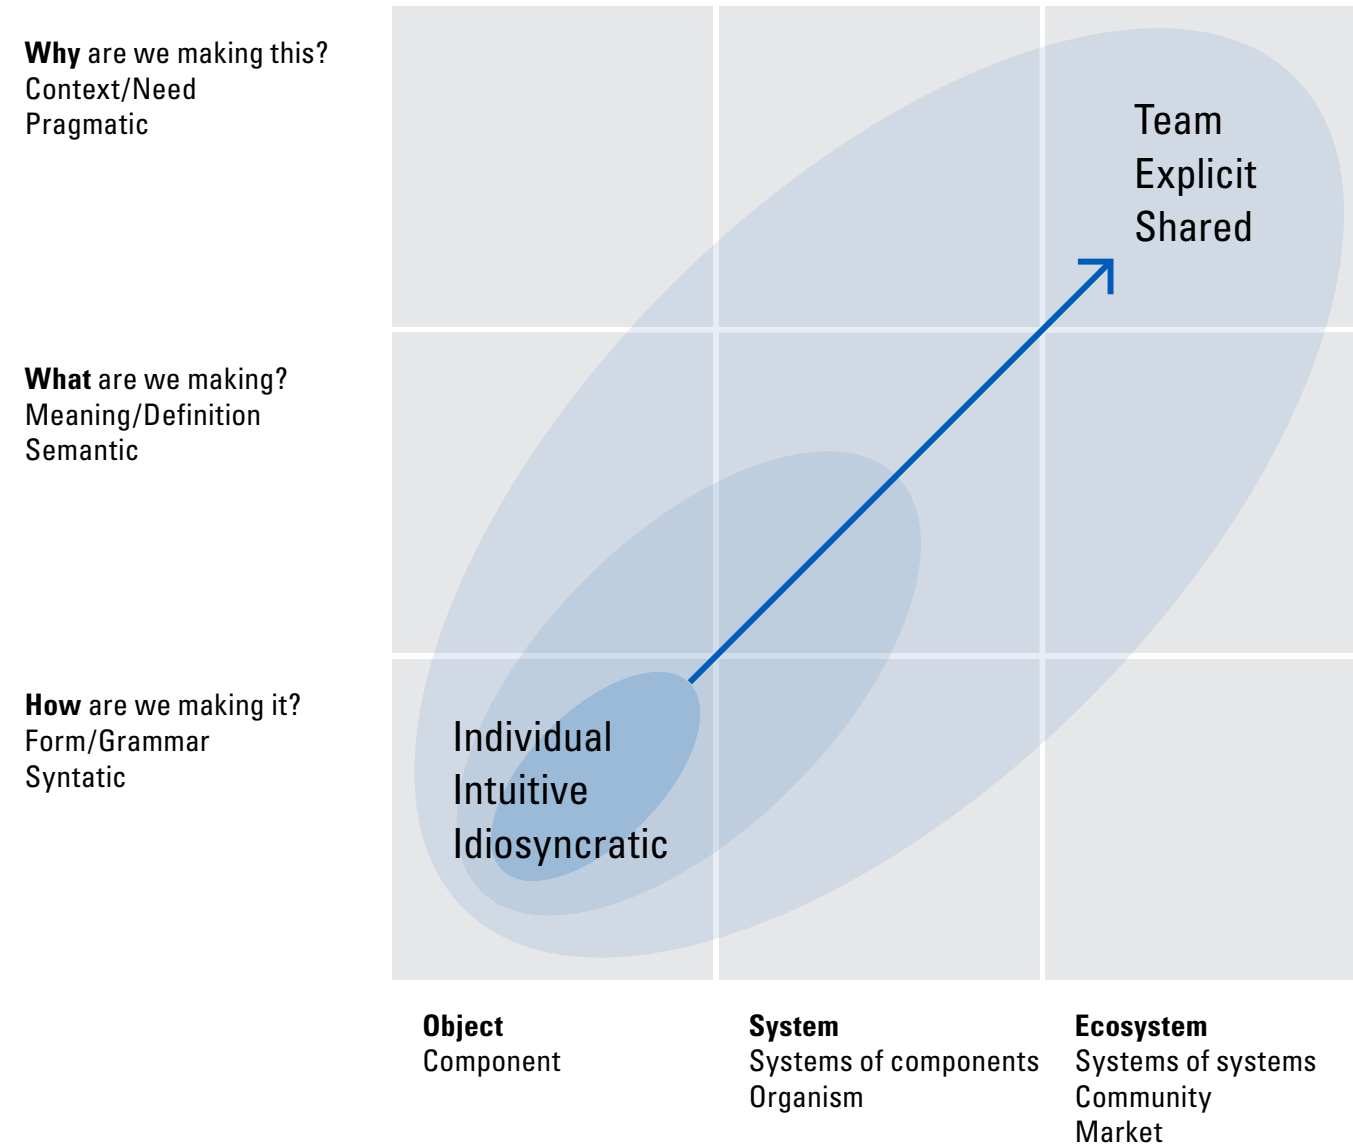 Why are we making this?
Context/Need
Pragmatic
Team
Explicit
Shared
What are we making?
Meaning/Definition
Semantic
How are we making it?
Form/Grammar
Syntatic
Individual
Intuitive
Idiosyncratic
Object
Component
System
Systems of components
Organism
Ecosystem
Systems of systems
Community
Market